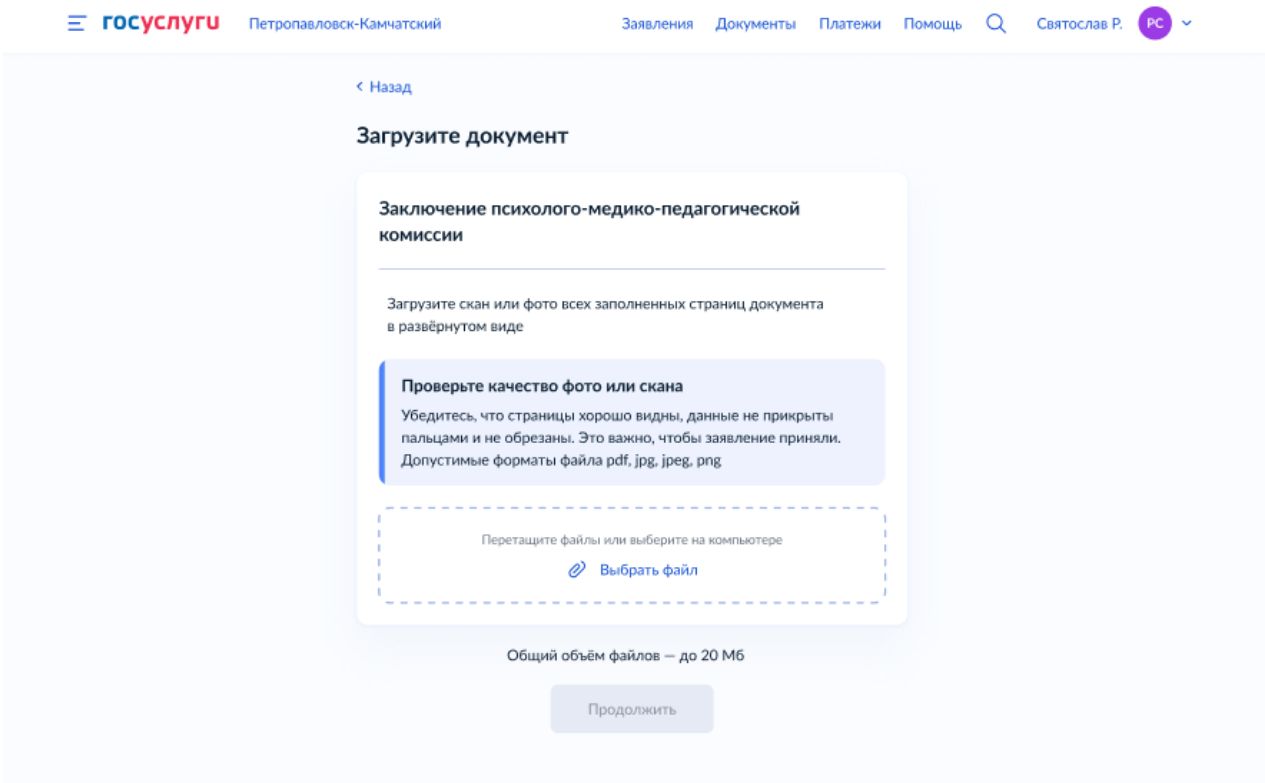 госуслуги Петропавловск-Камчатский Заявления Документы Платежи Помощь Святослав Р. РС
Назад
Загрузите документ
Заключение психолого-медико-педагогической
комиссии
Загрузите скан или фото всех заполненных страниц документа
в развёрнутом виде
Проверьте качество фото или скана
Убедитесь, что страницы хорошо видны, данные не прикрыты
пальцами и не обрезаны. Это важно, чтобы заявление приняли.
Допустимые форматы файла pdf, jpg, jpeg, png
Перетащите файлы или выберите на компьютере
Выбрать файл
Общий объём файлов — до 20 Мб
Продолжить